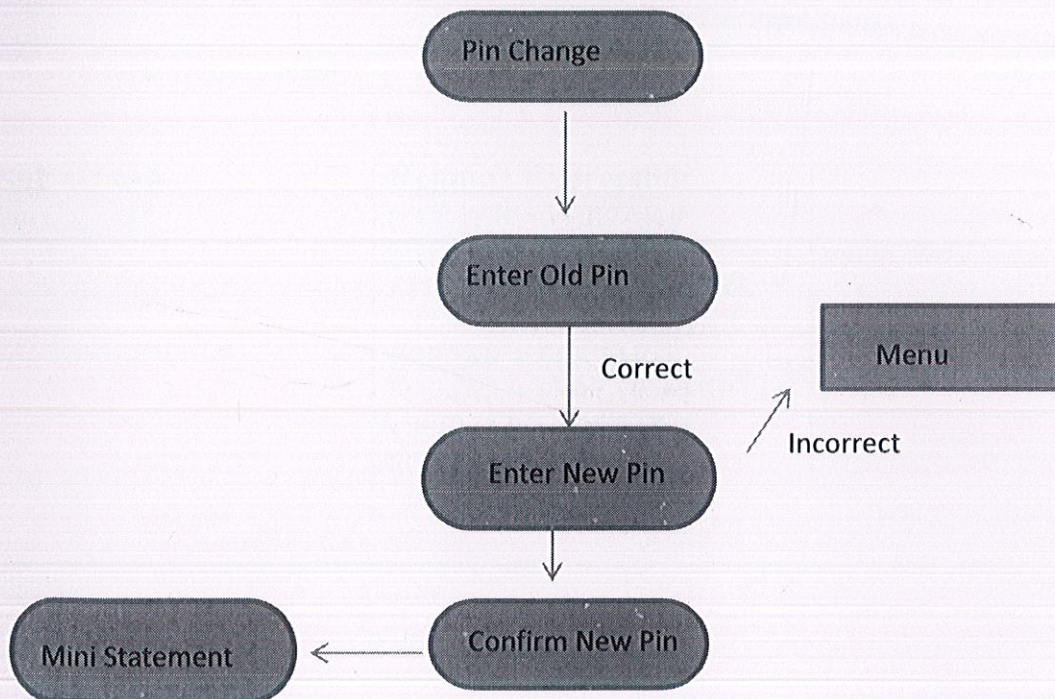 Pin Change
Enter Old Pin
Correct
Menu
Incorrect
Enter New Pin
Confirm New Pin
Mini Statement